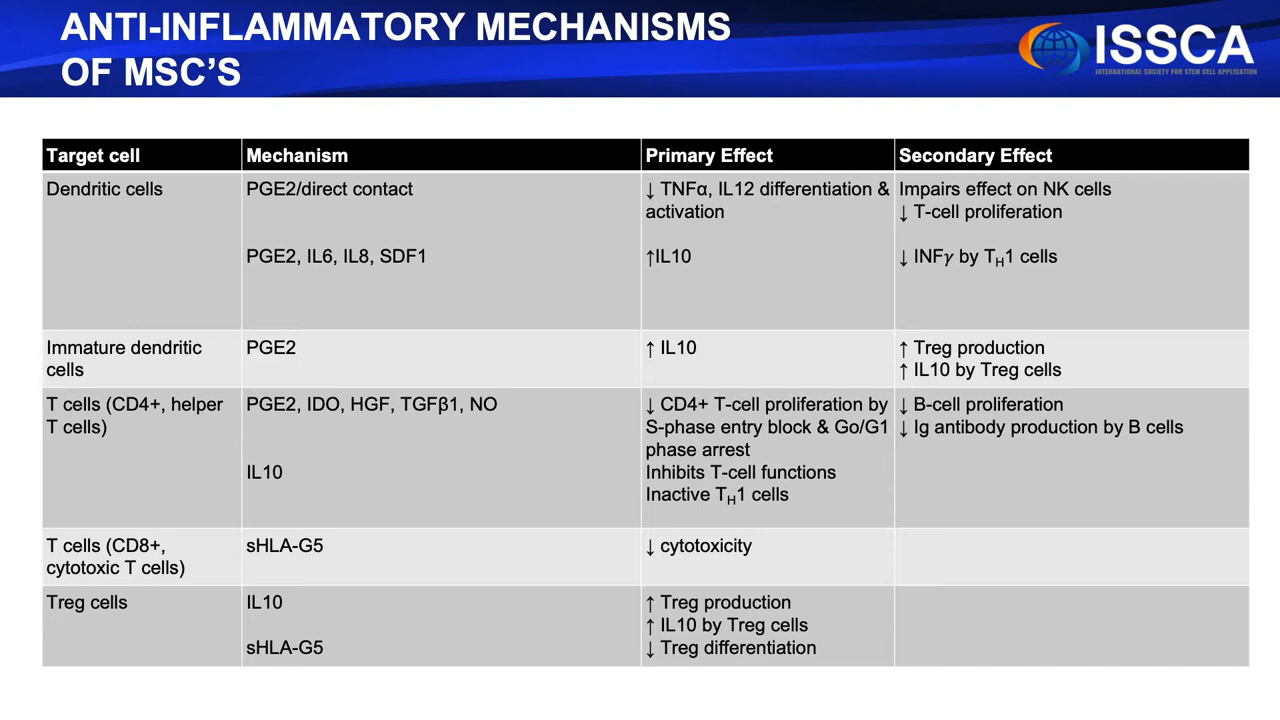 ANTI-INFLAMMATORY MECHANISMS
OF MSC’S
ISSCA
INTERNATIONAL SOCIETY FOR STEM CELL APPLICATION
Target cell
Mechanism
Primary Effect
Secondary Effect
Dendritic cells
PGE2/direct contact
↓ TNFα, IL12 differentiation &
activation
Impairs effect on NK cells
↓ T-cell proliferation
PGE2, IL6, IL8, SDF1
↑IL10
↓ INFγ by TH1 cells
Immature dendritic
cells
PGE2
↑ IL10
↑ Treg production
↑ IL10 by Treg cells
T cells (CD4+, helper
T cells)
PGE2, IDO, HGF, TGFβ1, NO
↓ CD4+ T-cell proliferation by
S-phase entry block & Go/G1
phase arrest
↓ B-cell proliferation
↓ Ig antibody production by B cells
IL10
Inhibits T-cell functions
Inactive TH1 cells
T cells (CD8+,
cytotoxic T cells)
sHLA-G5
↓ cytotoxicity
Treg cells
IL10
↑ Treg production
↑ IL10 by Treg cells
sHLA-G5
↓ Treg differentiation